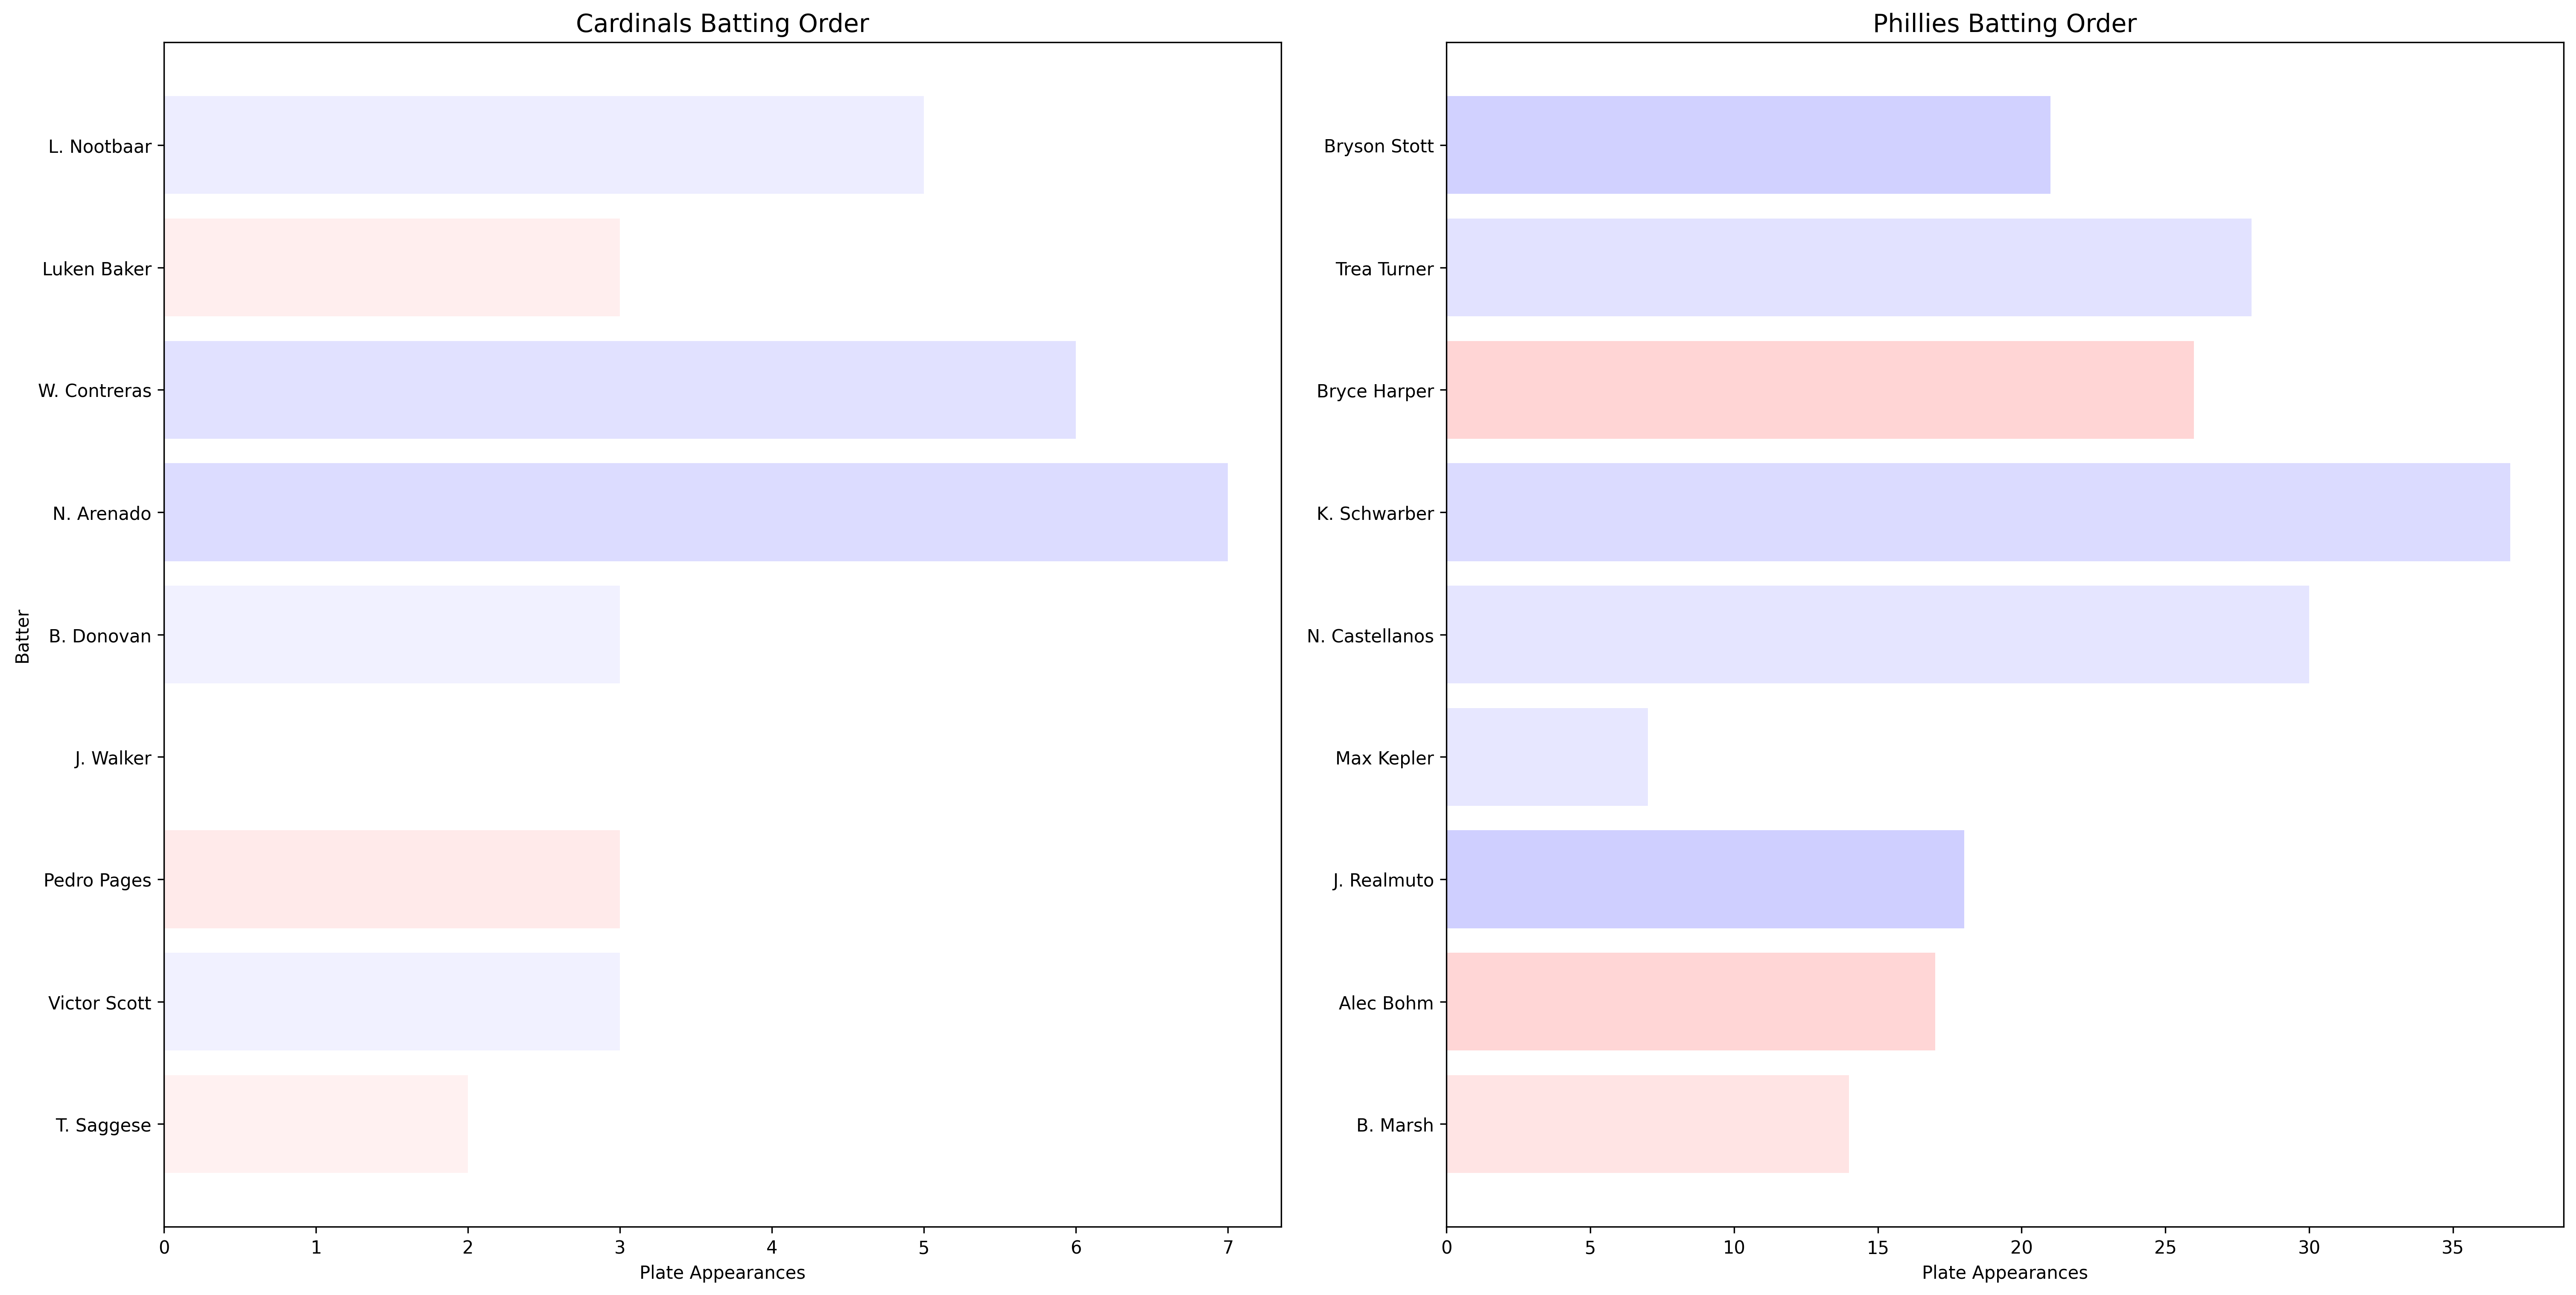 Cardinals Batting Order
Batter
L. Nootbaar
Luken Baker
W. Contreras
N. Arenado
B. Donovan
J. Walker
Pedro Pages
Victor Scott
T. Saggese
0 1 2 3 4 5 6 7
Plate Appearances
Phillies Batting Order
Bryson Stott
Trea Turner
Bryce Harper
K. Schwarber
N. Castellanos
Max Kepler
J. Realmuto
Alec Bohm
B. Marsh
0 5 10 15 20 25 30 35
Plate Appearances